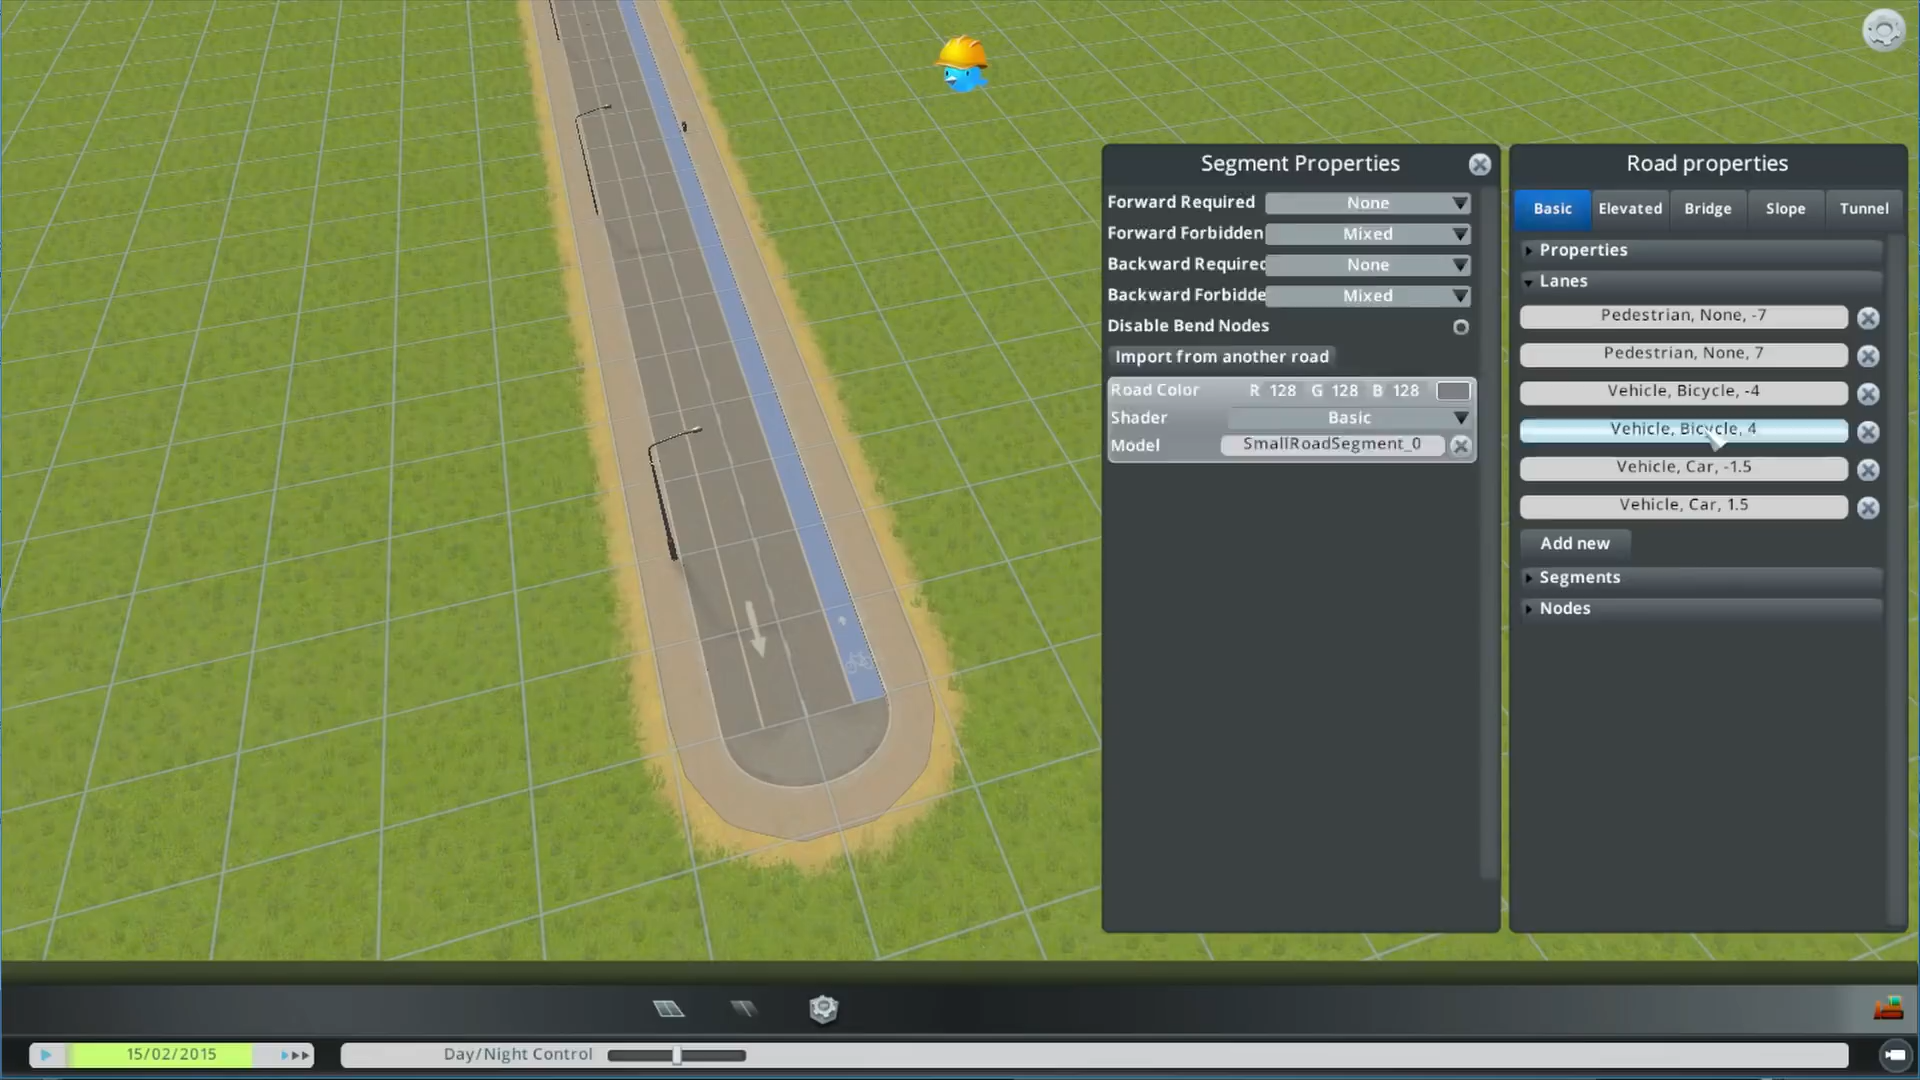 Segment Properties
Forward Required None
Forward Forbidden Mixed
Backward Required None
Backward Forbidde Mixed
Disable Bend Nodes
Import from another road
Road Color R 128 G 128 B 128
Shader Basic
Model SmallRoadSegment_0
Road properties
Basic Elevated Bridge Slope Tunnel
Properties
Lanes
Pedestrian, None, -7
Pedestrian, None, 7
Vehicle, Bicycle, -4
Vehicle, Bicycle, 4
Vehicle, Car, -1.5
Vehicle, Car, 1.5
Add new
Segments
Nodes
15/02/2015
Day/Night Control